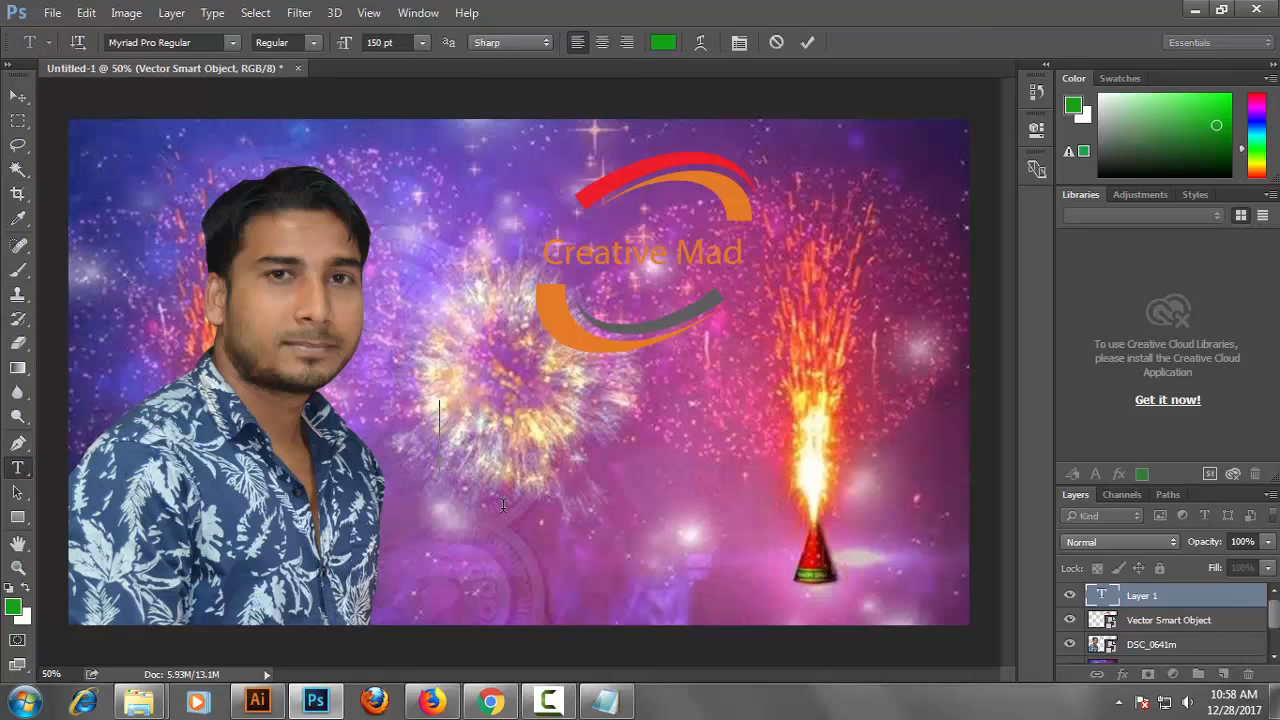 Ps File Edit Image Layer Type Select Filter 3D View Window Help
T Myriad Pro Regular Regular 150 pt aa Sharp Essentials
Untitled-1 @ 50% (Vector Smart Object, RGB/8) * ×
Color Swatches
Creative Mad
Libraries Adjustments Styles
To use Creative Cloud Libraries,
please install the Creative Cloud
Application
Get it now!
Layers Channels Paths
Kind
Normal Opacity: 100%
Lock: Fill: 100%
T Layer 1
Vector Smart Object
DSC_0641m
50% Doc: 5.93M/13.1M
Ai Ps C
10:58 AM
12/28/2017